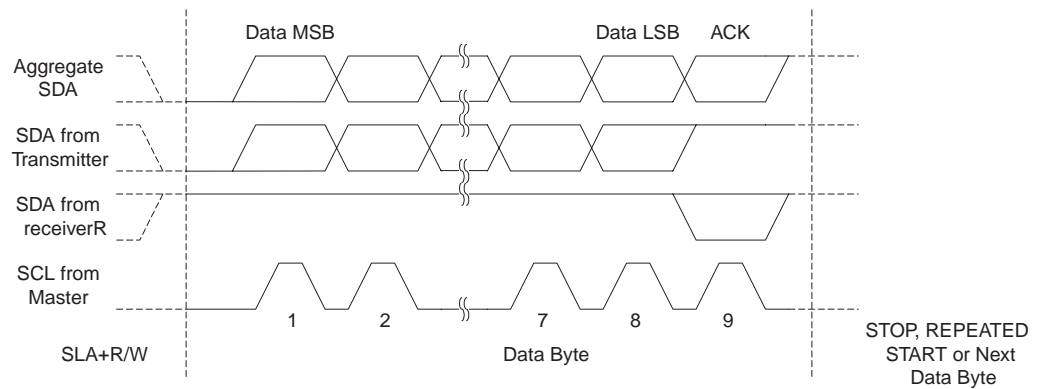 Data MSB
Data LSB
ACK
Aggregate
SDA
SDA from
Transmitter
SDA from
receiverR
SCL from
Master
1
2
7
8
9
SLA+R/W
Data Byte
STOP, REPEATED
START or Next
Data Byte